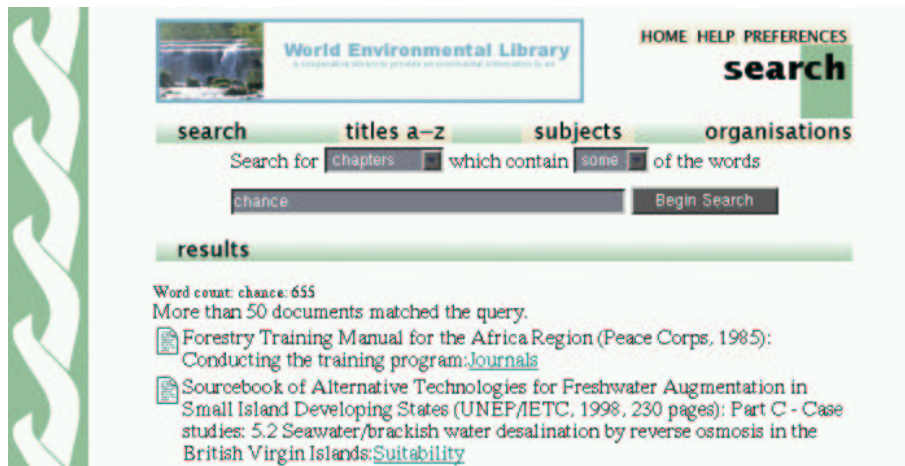 World Environmental Library
HOME HELP PREFERENCES
search
search titles a–z subjects organisations
Search for chapters which contain some of the words
chance Begin Search
results
Word count: chance: 655
More than 50 documents matched the query.
Forestry Training Manual for the Africa Region (Peace Corps, 1985):
Conducting the training program:Journals
Sourcebook of Alternative Technologies for Freshwater Augmentation in
Small Island Developing States (UNEP/IETC, 1998, 230 pages): Part C - Case
studies: 5.2 Seawater/brackish water desalination by reverse osmosis in the
British Virgin Islands:Suitability